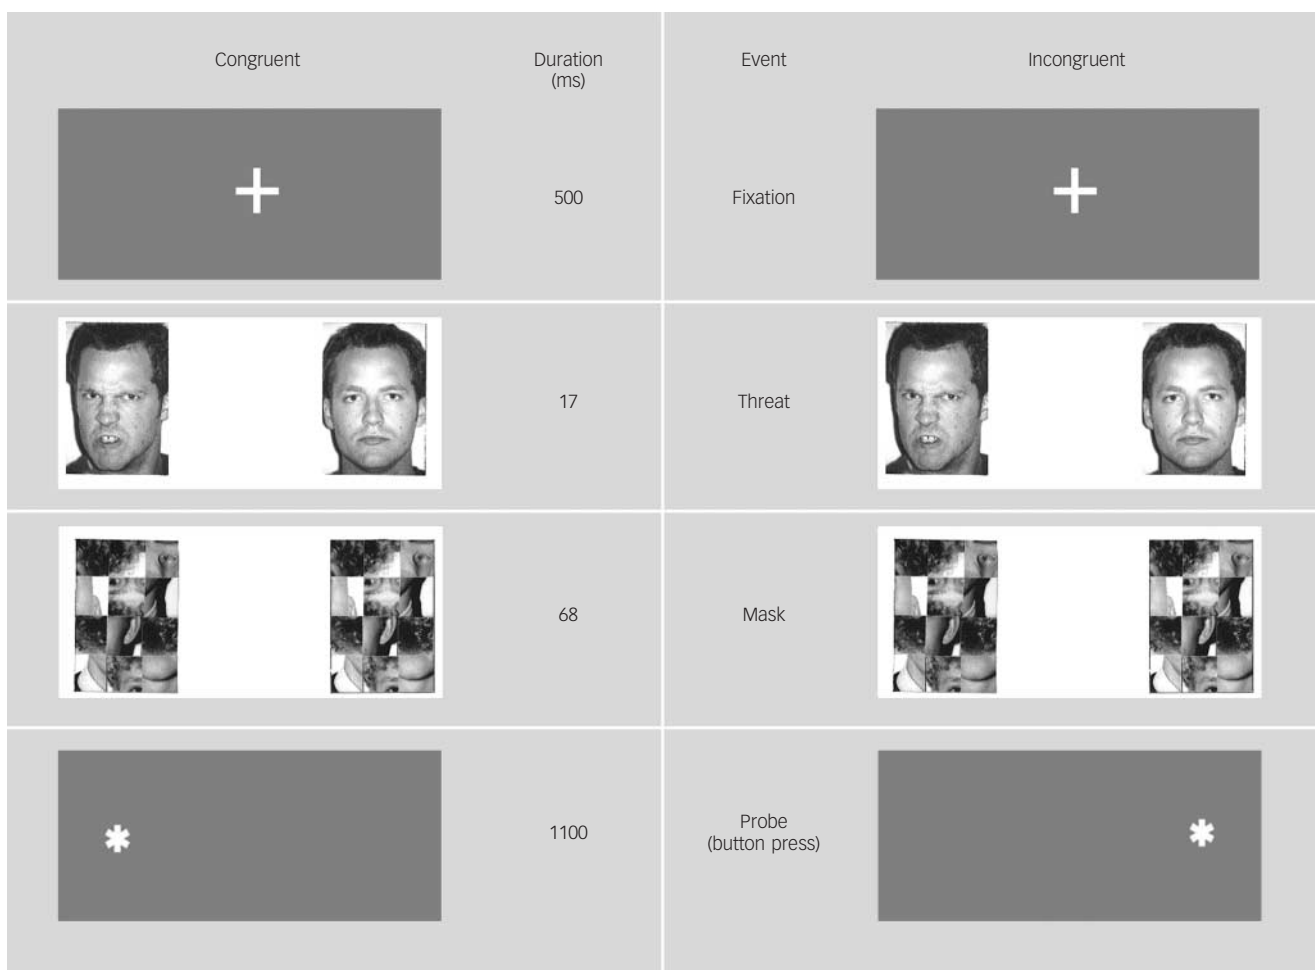 Congruent
Duration
(ms)
Event
Incongruent
500
Fixation
17
Threat
68
Mask
1100
Probe
(button press)